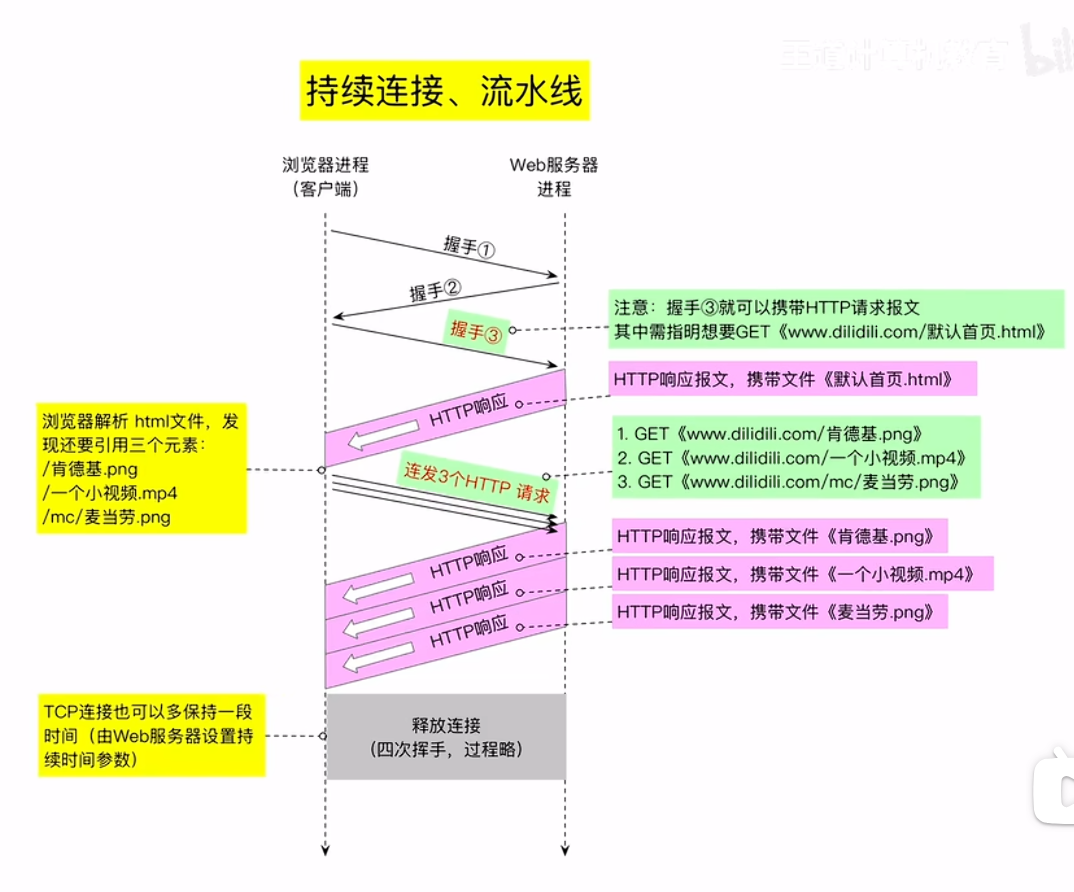 王道计算机教育
bili
持续连接、流水线
浏览器进程
（客户端）
Web服务器
进程
握手①
握手②
握手③
注意：握手③就可以携带HTTP请求报文
其中需指明想要GET《www.dilidili.com/默认首页.html》
HTTP响应报文，携带文件《默认首页.html》
HTTP响应
浏览器解析 html文件，发
现还要引用三个元素：
/肯德基.png
/一个小视频.mp4
/mc/麦当劳.png
连发3个HTTP 请求
1. GET《www.dilidili.com/肯德基.png》
2. GET《www.dilidili.com/一个小视频.mp4》
3. GET《www.dilidili.com/mc/麦当劳.png》
HTTP响应
HTTP响应报文，携带文件《肯德基.png》
HTTP响应
HTTP响应报文，携带文件《一个小视频.mp4》
HTTP响应
HTTP响应报文，携带文件《麦当劳.png》
TCP连接也可以多保持一段
时间（由Web服务器设置持
续时间参数）
释放连接
（四次挥手，过程略）